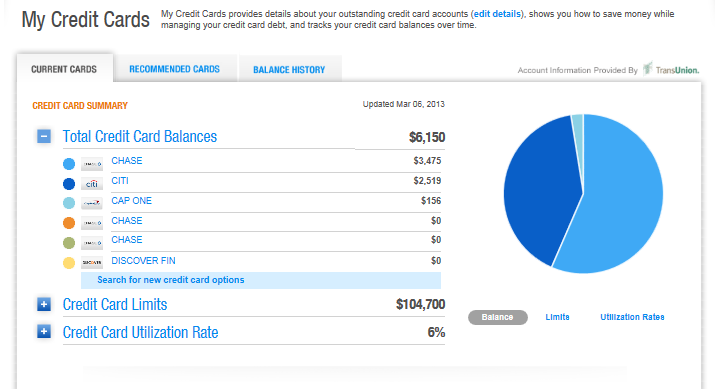 My Credit Cards
My Credit Cards provides details about your outstanding credit card accounts (edit details), shows you how to save money while
managing your credit card debt, and tracks your credit card balances over time.
CURRENT CARDS
RECOMMENDED CARDS
BALANCE HISTORY
Account Information Provided By TransUnion.
CREDIT CARD SUMMARY
Updated Mar 06, 2013
Total Credit Card Balances $6,150
CHASE $3,475
citi CITI $2,519
CAP ONE $156
CHASE $0
CHASE $0
DISCOVER FIN $0
Search for new credit card options
Credit Card Limits $104,700
Credit Card Utilization Rate 6%
Balance Limits Utilization Rates